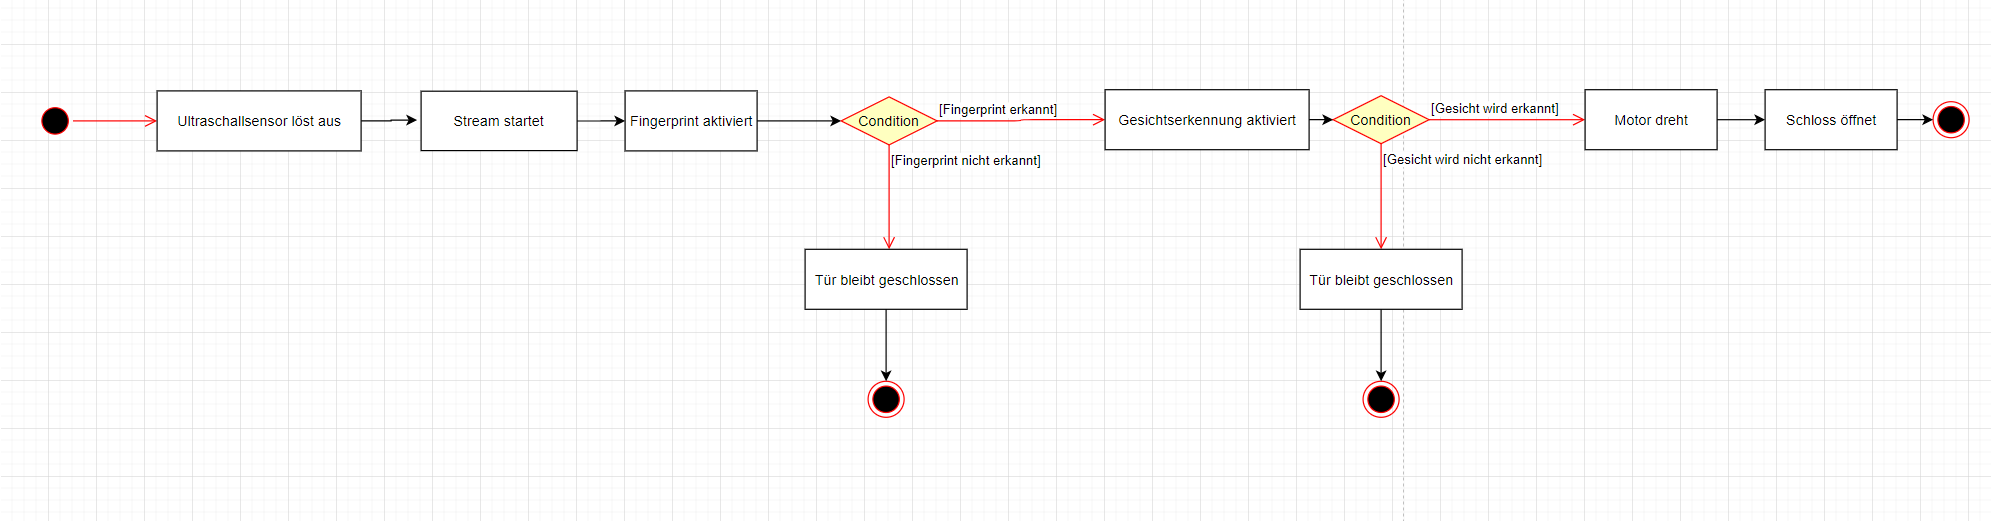 Ultraschallsensor löst aus
Stream startet
Fingerprint aktiviert
Condition
[Fingerprint erkannt]
[Fingerprint nicht erkannt]
Gesichtserkennung aktiviert
Condition
[Gesicht wird erkannt]
[Gesicht wird nicht erkannt]
Motor dreht
Schloss öffnet
Tür bleibt geschlossen
Tür bleibt geschlossen